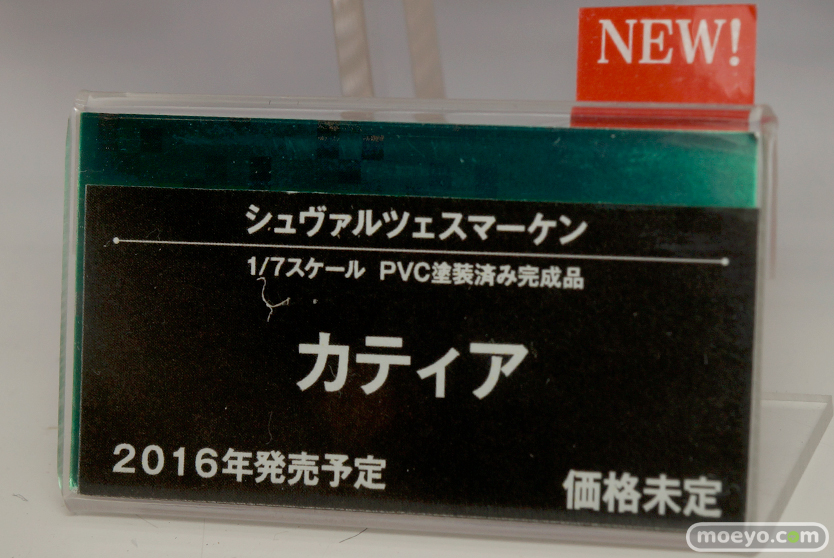 NEW!
シュヴァルツェスマーケン
1/7スケール PVC塗装済み完成品
カティア
2016年発売予定
価格未定
moeyo.com